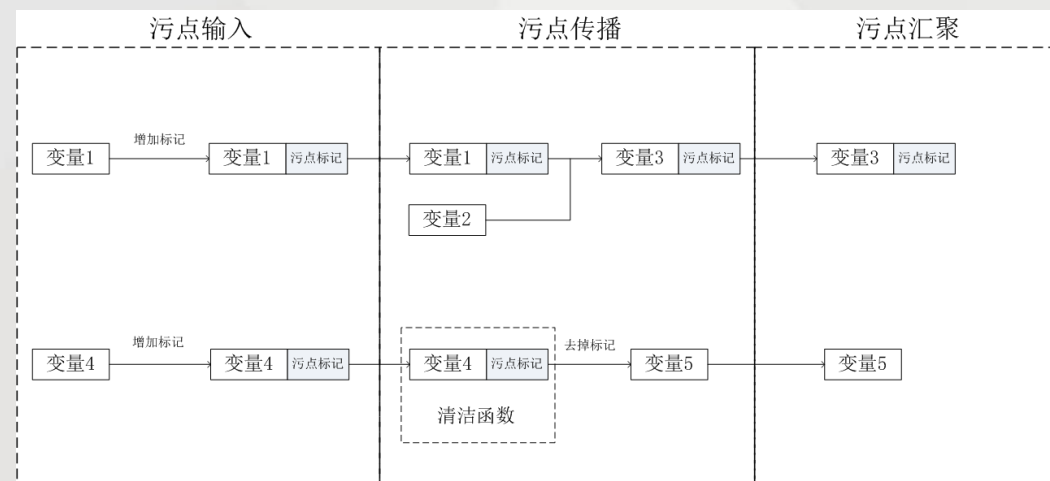 污点输入
污点传播
污点汇聚
变量1
增加标记
变量1
污点标记
变量1
污点标记
变量3
污点标记
变量3
污点标记
变量2
变量4
增加标记
变量4
污点标记
变量4
污点标记
去掉标记
变量5
变量5
清洁函数